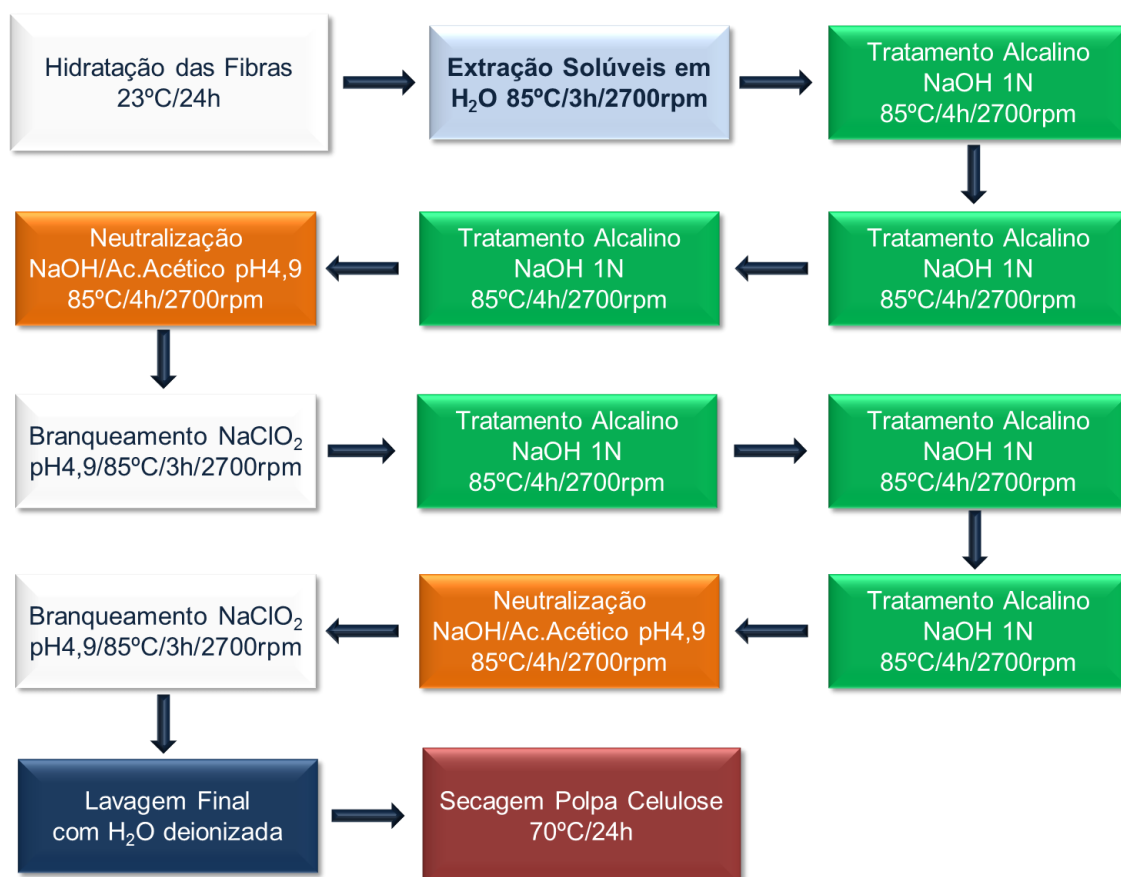 Hidratação das Fibras
23ºC/24h
Extração Solúveis em
H₂O 85ºC/3h/2700rpm
Tratamento Alcalino
NaOH 1N
85ºC/4h/2700rpm
Tratamento Alcalino
NaOH 1N
85ºC/4h/2700rpm
Tratamento Alcalino
NaOH 1N
85ºC/4h/2700rpm
Neutralização
NaOH/Ac.Acético pH4,9
85ºC/4h/2700rpm
Branqueamento NaClO₂
pH4,9/85ºC/3h/2700rpm
Tratamento Alcalino
NaOH 1N
85ºC/4h/2700rpm
Tratamento Alcalino
NaOH 1N
85ºC/4h/2700rpm
Tratamento Alcalino
NaOH 1N
85ºC/4h/2700rpm
Neutralização
NaOH/Ac.Acético pH4,9
85ºC/4h/2700rpm
Branqueamento NaClO₂
pH4,9/85ºC/3h/2700rpm
Lavagem Final
com H₂O deionizada
Secagem Polpa Celulose
70ºC/24h